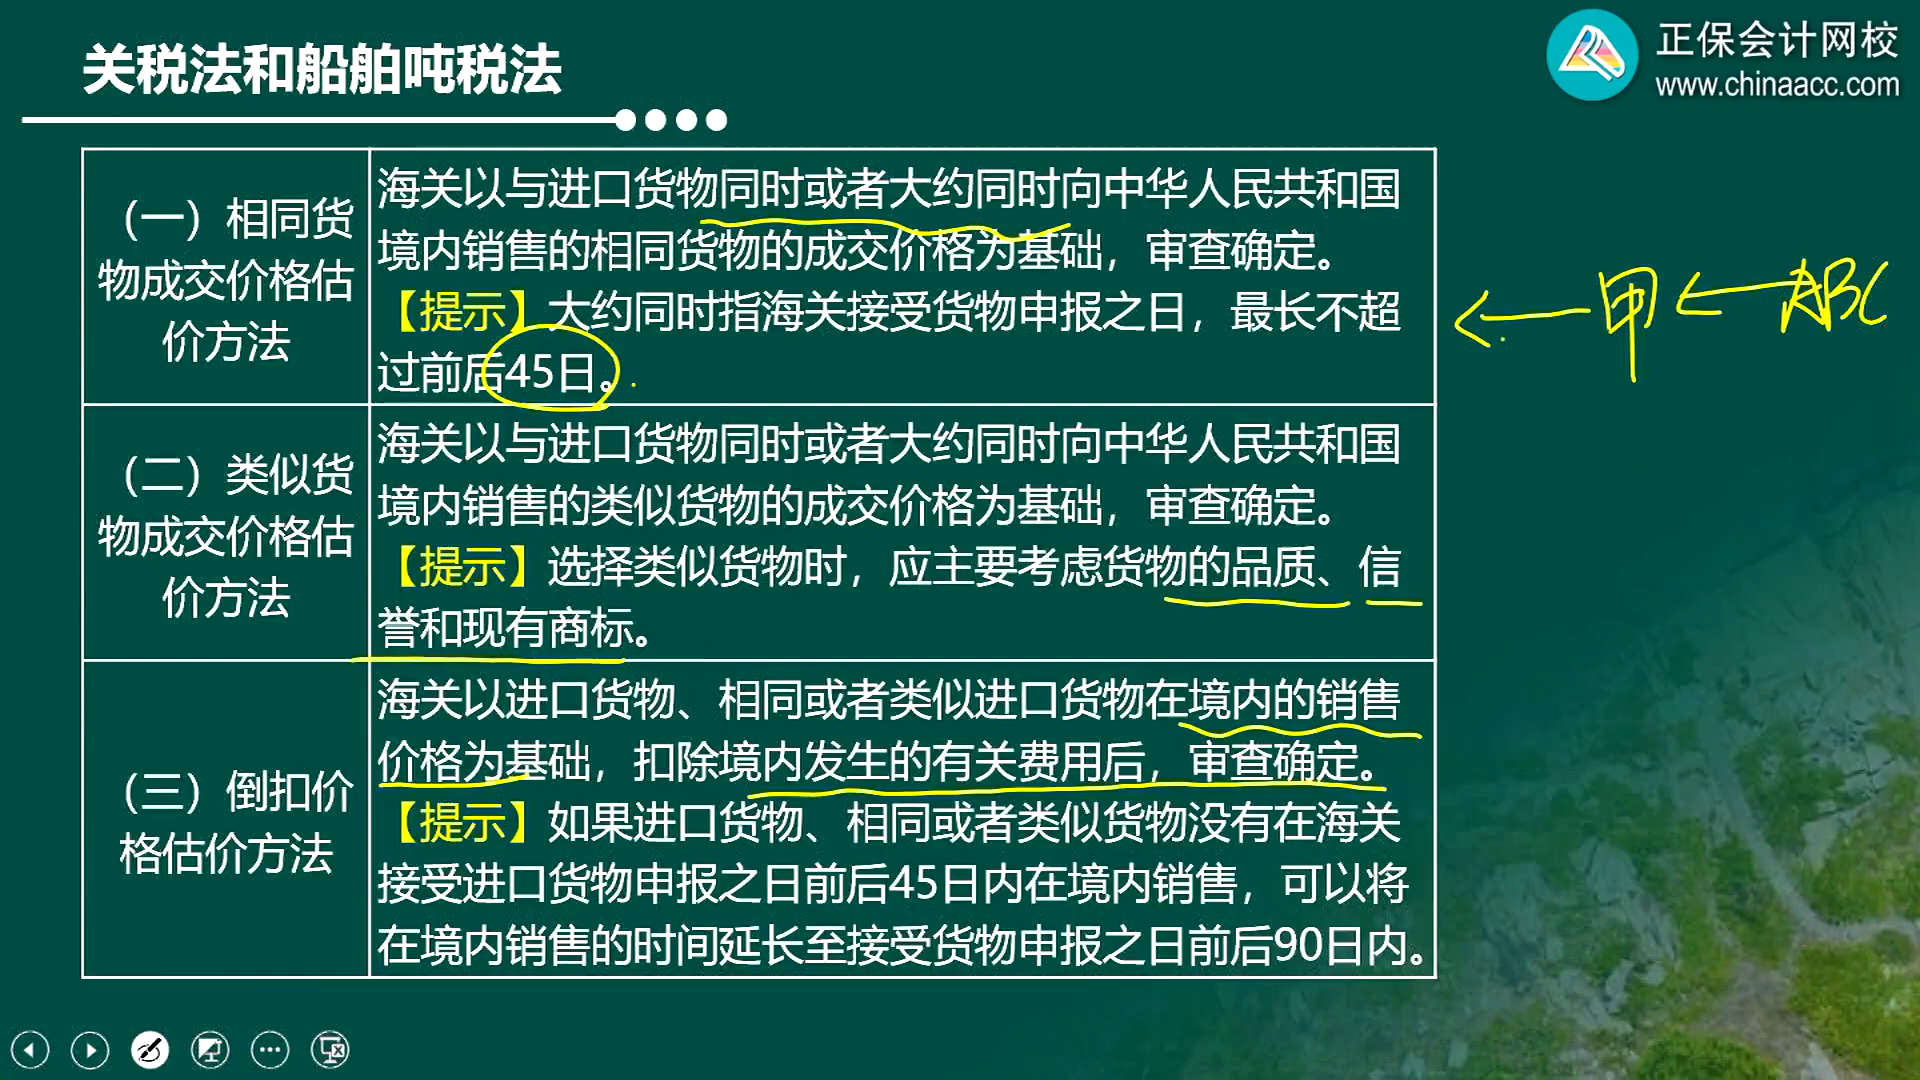 关税法和船舶吨税法
正保会计网校
www.chinaacc.com
（一）相同货
物成交价格估
价方法
海关以与进口货物同时或者大约同时向中华人民共和国
境内销售的相同货物的成交价格为基础，审查确定。
【提示】大约同时指海关接受货物申报之日，最长不超
过前后45日。
甲
ABC
（二）类似货
物成交价格估
价方法
海关以与进口货物同时或者大约同时向中华人民共和国
境内销售的类似货物的成交价格为基础，审查确定。
【提示】选择类似货物时，应主要考虑货物的品质、信
誉和现有商标。
（三）倒扣价
格估价方法
海关以进口货物、相同或者类似进口货物在境内的销售
价格为基础，扣除境内发生的有关费用后，审查确定。
【提示】如果进口货物、相同或者类似货物没有在海关
接受进口货物申报之日前后45日内在境内销售，可以将
在境内销售的时间延长至接受货物申报之日前后90日内。